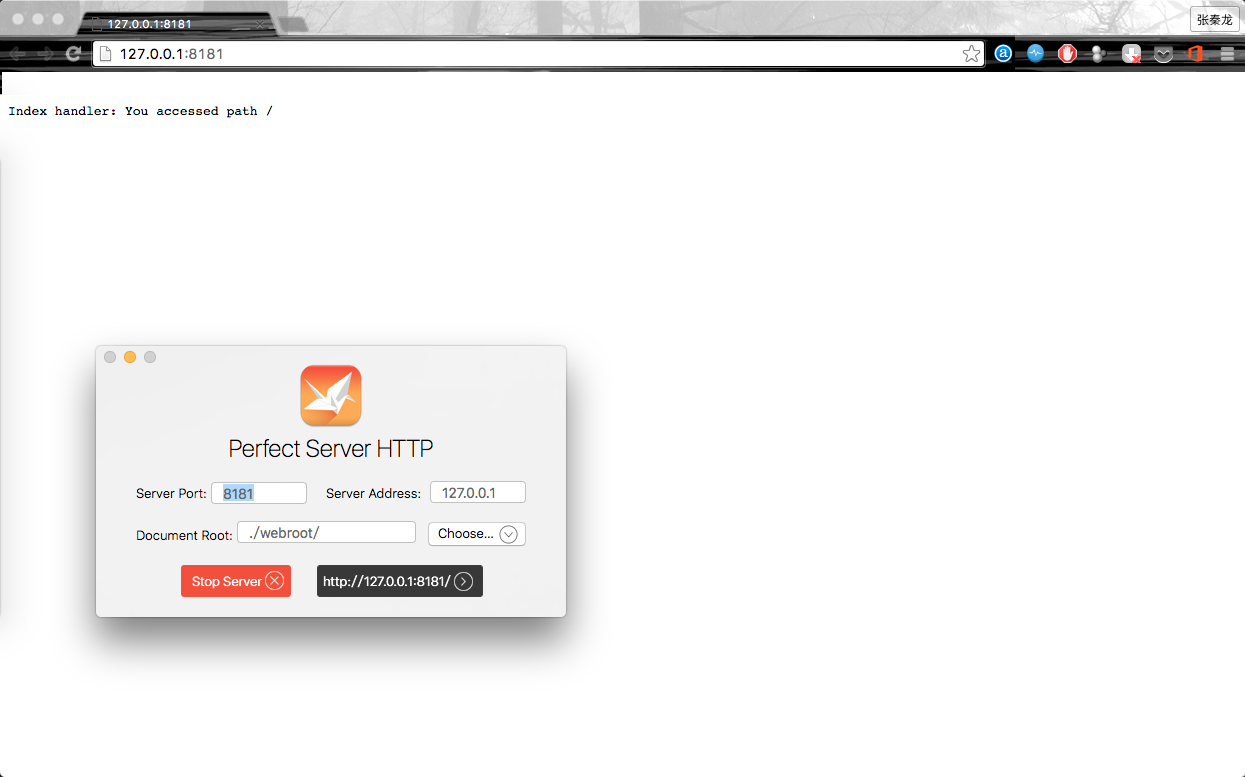 127.0.0.1:8181
张秦龙
127.0.0.1:8181
Index handler: You accessed path /
Perfect Server HTTP
Server Port: 8181 Server Address: 127.0.0.1
Document Root: ./webroot/ Choose...
Stop Server http://127.0.0.1:8181/